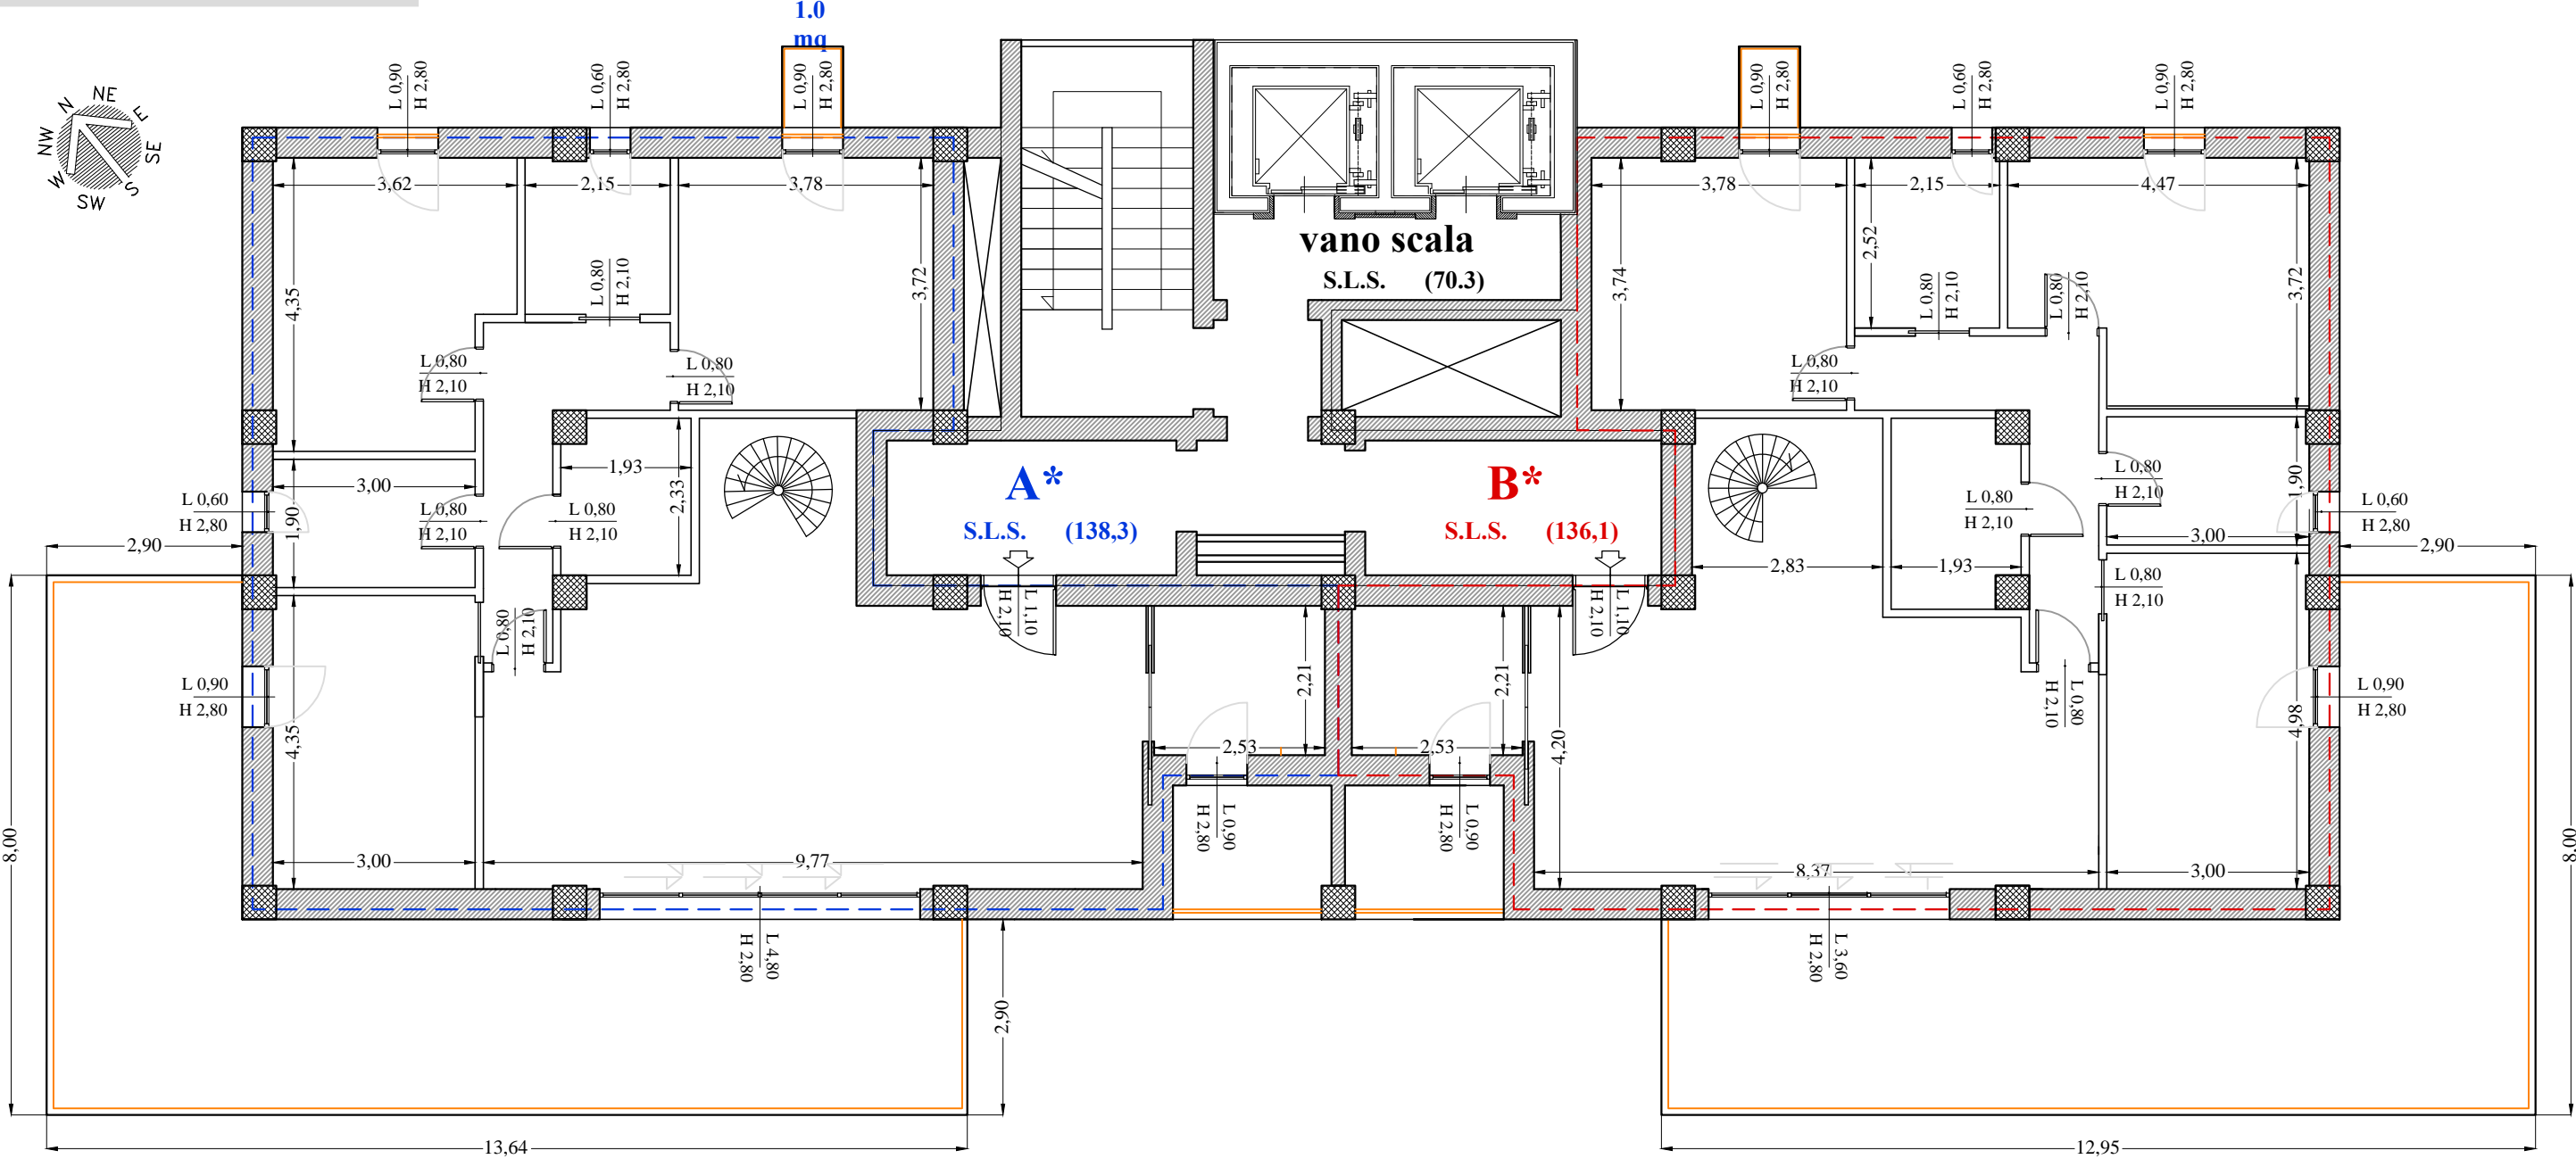 1.0
mq
L 0,90
H 2,80
L 0,60
H 2,80
L 0,90
H 2,80
L 0,90
H 2,80
L 0,60
H 2,80
L 0,90
H 2,80
N
NE
E
NW
SE
W
S
SW
3,62
2,15
3,78
3,78
2,15
4,47
vano scala
S.L.S. (70.3)
4,35
L 0,80
H 2,10
3,72
3,74
2,52
L 0,80
H 2,10
L 0,80
H 2,10
3,72
L 0,80
H 2,10
L 0,80
H 2,10
L 0,80
H 2,10
1,93
2,33
3,00
1,90
L 0,60
H 2,80
L 0,80
H 2,10
L 0,80
H 2,10
A*
S.L.S. (138,3)
B*
S.L.S. (136,1)
L 0,80
H 2,10
L 0,80
H 2,10
1,90
3,00
L 0,60
H 2,80
2,90
2,90
2,83
1,93
L 0,80
H 2,10
L 1,10
H 2,10
L 1,10
H 2,10
L 0,80
H 2,10
L 0,90
H 2,80
4,35
2,21
2,21
4,20
L 0,80
H 2,10
4,98
L 0,90
H 2,80
2,53
2,53
L 0,90
H 2,80
L 0,90
H 2,80
8,00
8,00
3,00
9,77
8,37
3,00
L 4,80
H 2,80
L 3,60
H 2,80
2,90
13,64
12,95